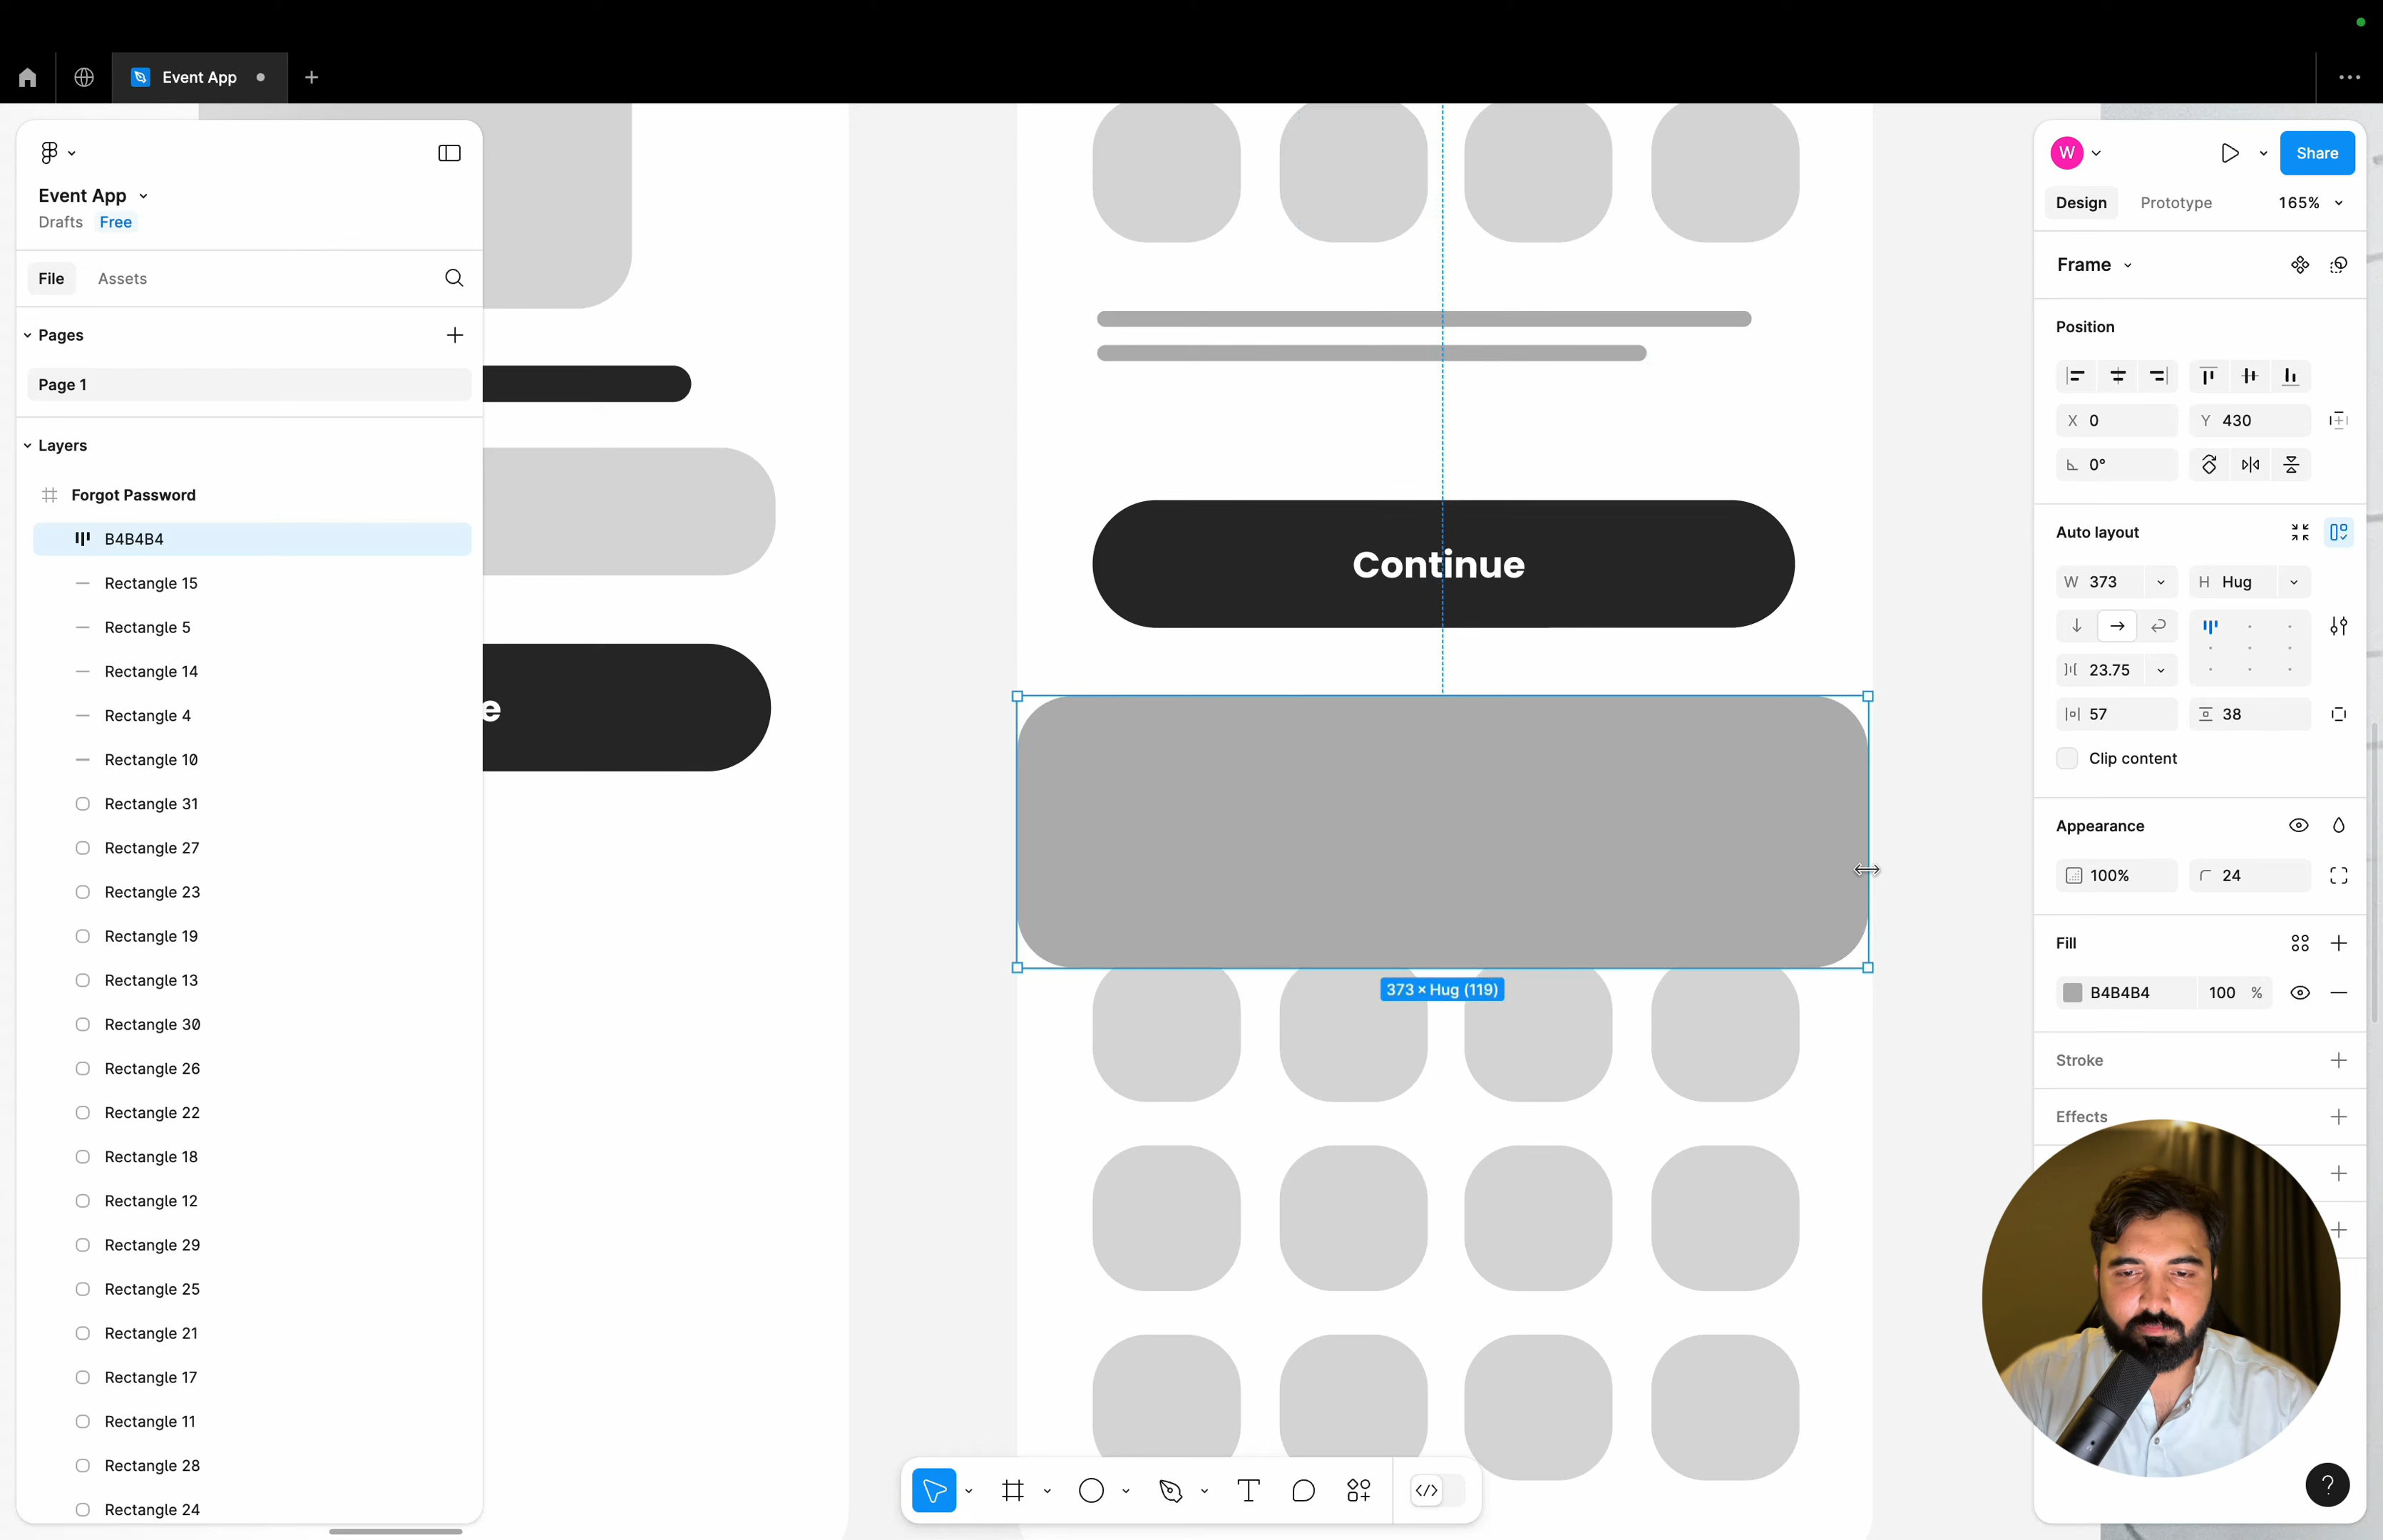 Event App
Event App
Drafts Free
File Assets
Pages
Page 1
Layers
Forgot Password
B4B4B4
Rectangle 15
Rectangle 5
Rectangle 14
Rectangle 4
Rectangle 10
Rectangle 31
Rectangle 27
Rectangle 23
Rectangle 19
Rectangle 13
Rectangle 30
Rectangle 26
Rectangle 22
Rectangle 18
Rectangle 12
Rectangle 29
Rectangle 25
Rectangle 21
Rectangle 17
Rectangle 11
Rectangle 28
Rectangle 24
e
Continue
373 × Hug (119)
W
Share
Design Prototype 165%
Frame
Position
X 0 Y 430
0°
Auto layout
W 373 H Hug
23.75
57 38
Clip content
Appearance
100% 24
Fill
B4B4B4 100 %
Stroke
Effects
?